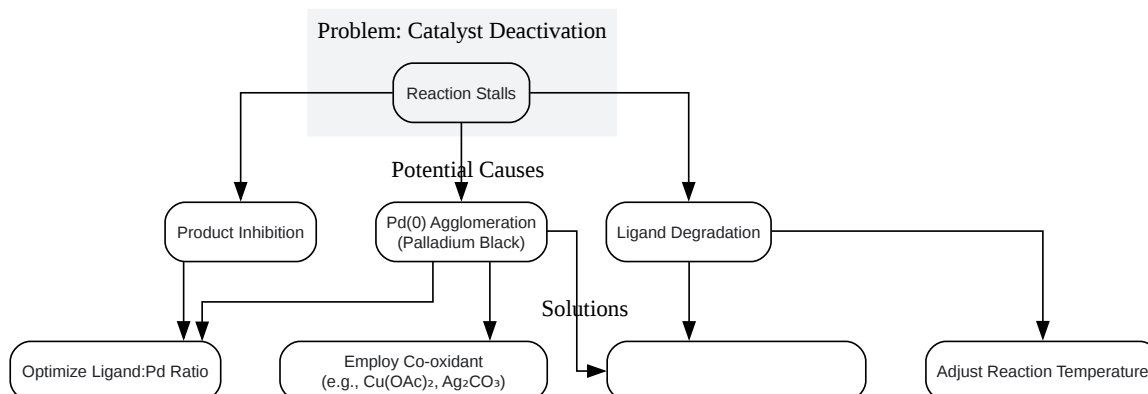 Problem: Catalyst Deactivation
Reaction Stalls
Potential Causes
Product Inhibition
Pd(0) Agglomeration
(Palladium Black)
Ligand Degradation
Solutions
Optimize Ligand:Pd Ratio
Employ Co-oxidant
(e.g., Cu(OAc)₂, Ag₂CO₃)
Adjust Reaction Temperature